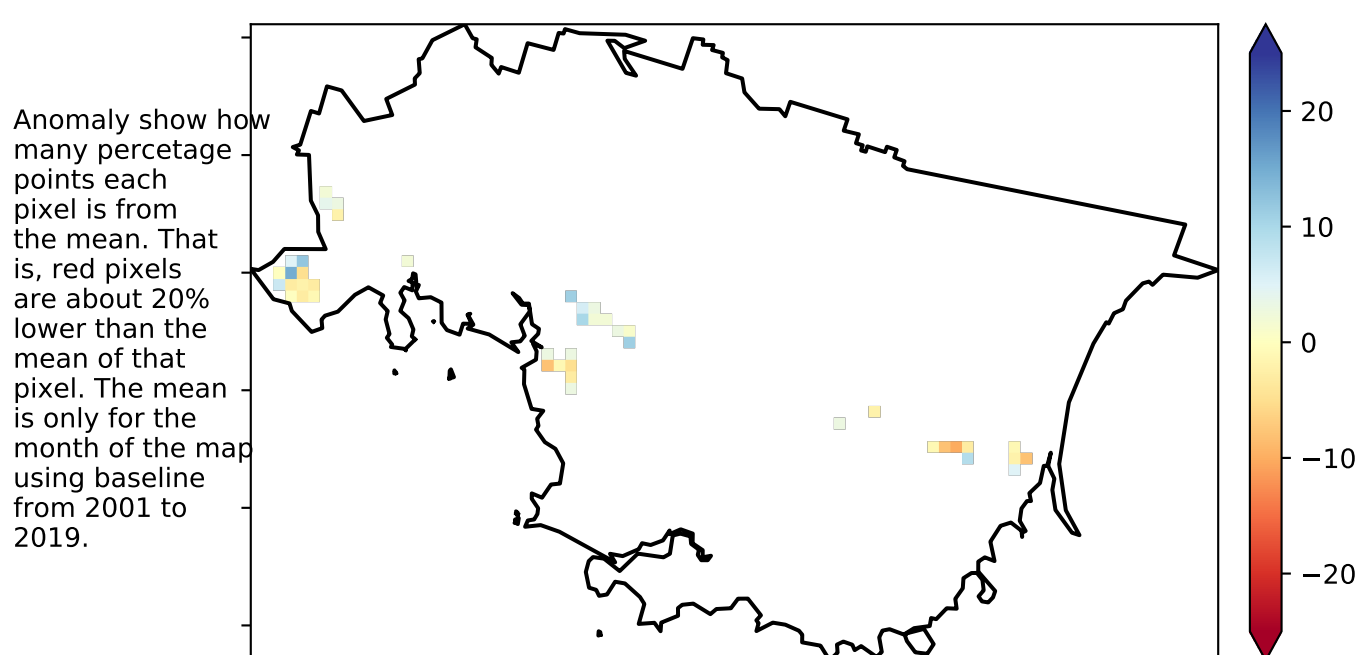 Anomaly show how
many percetage
points each
pixel is from
the mean. That
is, red pixels
are about 20%
lower than the
mean of that
pixel. The mean
is only for the
month of the map
using baseline
from 2001 to
2019.
20
10
0
−10
−20